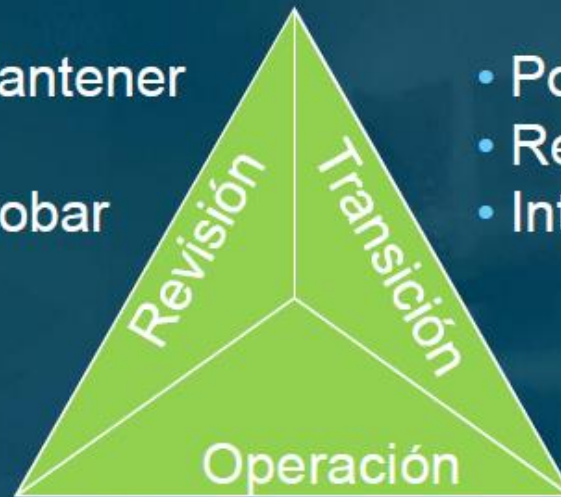 antener
• Po
• Re
obar
• Int
Revisión
Transición
Operación